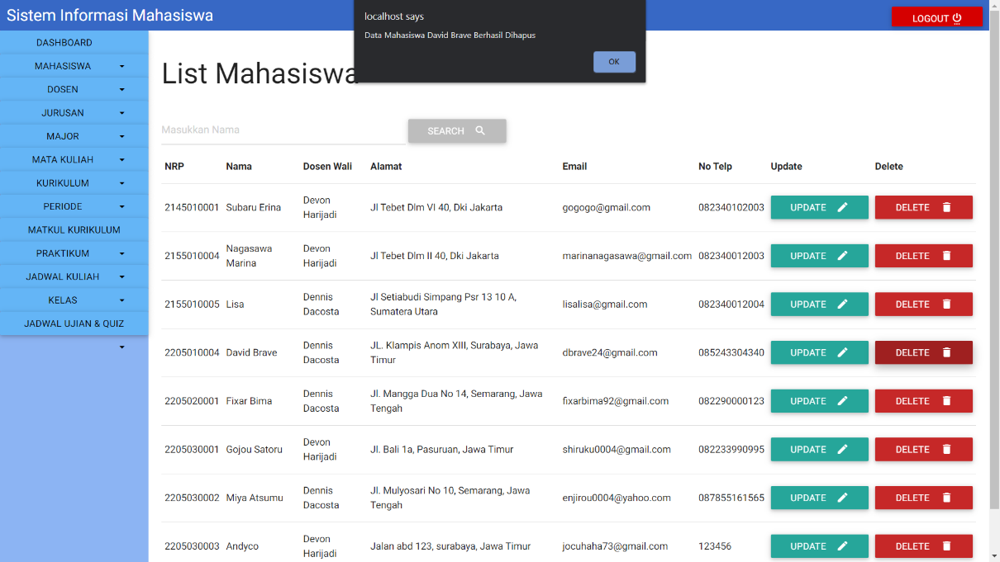 Sistem Informasi Mahasiswa
localhost says
Data Mahasiswa David Brave Berhasil Dihapus
OK
LOGOUT
DASHBOARD
MAHASISWA
DOSEN
JURUSAN
MAJOR
MATA KULIAH
KURIKULUM
PERIODE
MATKUL KURIKULUM
PRAKTIKUM
JADWAL KULIAH
KELAS
JADWAL UJIAN & QUIZ
List Mahasiswa
Masukkan Nama
SEARCH
NRP Nama Dosen Wali Alamat Email No Telp Update Delete
2145010001 Subaru Erina Devon Harijadi Jl Tebet Dlm VI 40, Dki Jakarta gogogo@gmail.com 082340102003 UPDATE DELETE
2155010004 Nagasawa Marina Devon Harijadi Jl Tebet Dlm II 40, Dki Jakarta marinanagasawa@gmail.com 082340012003 UPDATE DELETE
2155010005 Lisa Dennis Dacosta Jl Setiabudi Simpang Psr 13 10 A, Sumatera Utara lisalisa@gmail.com 082340012004 UPDATE DELETE
2205010004 David Brave Dennis Dacosta JL. Klampis Anom XIII, Surabaya, Jawa Timur dbrave24@gmail.com 085243304340 UPDATE DELETE
2205020001 Fixar Bima Dennis Dacosta Jl. Mangga Dua No 14, Semarang, Jawa Tengah fixarbima92@gmail.com 082290000123 UPDATE DELETE
2205030001 Gojou Satoru Devon Harijadi Jl. Bali 1a, Pasuruan, Jawa Timur shiruku0004@gmail.com 082233990995 UPDATE DELETE
2205030002 Miya Atsumu Dennis Dacosta Jl. Mulyosari No 10, Semarang, Jawa Tengah enjirou0004@yahoo.com 087855161565 UPDATE DELETE
2205030003 Andyco Devon Harijadi Jalan abd 123, surabaya, Jawa Timur jocuhaha73@gmail.com 123456 UPDATE DELETE